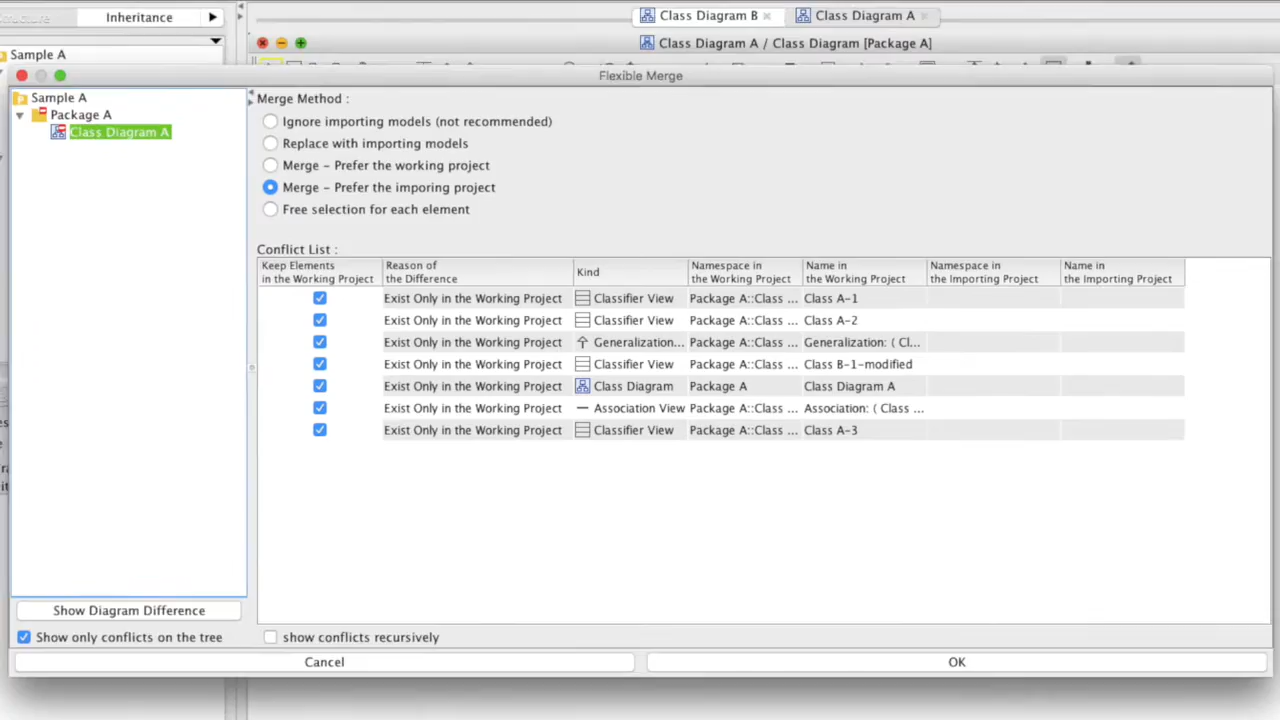 Structure
Inheritance
Class Diagram B
Class Diagram A
Sample A
Class Diagram A / Class Diagram [Package A]
Flexible Merge
Sample A
Package A
Class Diagram A
Merge Method :
Ignore importing models (not recommended)
Replace with importing models
Merge – Prefer the working project
Merge – Prefer the imporing project
Free selection for each element
Conflict List :
Keep Elements in the Working Project Reason of the Difference Kind Namespace in the Working Project Name in the Working Project Namespace in the Importing Project Name in the Importing Project
Exist Only in the Working Project Classifier View Package A::Class ... Class A-1
Exist Only in the Working Project Classifier View Package A::Class ... Class A-2
Exist Only in the Working Project Generalization... Package A::Class ... Generalization: ( Cl...
Exist Only in the Working Project Classifier View Package A::Class ... Class B-1-modified
Exist Only in the Working Project Class Diagram Package A Class Diagram A
Exist Only in the Working Project Association View Package A::Class ... Association: ( Class ...
Exist Only in the Working Project Classifier View Package A::Class ... Class A-3
Show Diagram Difference
Show only conflicts on the tree
show conflicts recursively
Cancel
OK